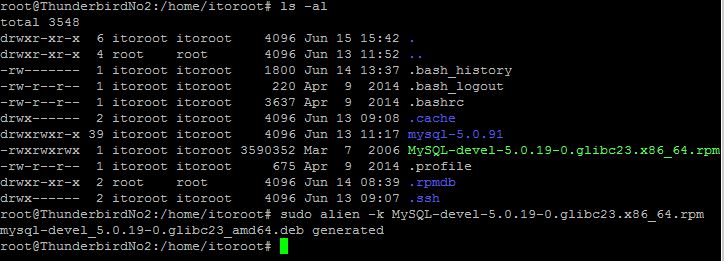 root@ThunderbirdNo2:/home/itoroot# ls -al
total 3548
drwxr-xr-x  6 itoroot itoroot    4096 Jun 15 15:42 .
drwxr-xr-x  4 root    root       4096 Jun 13 11:52 ..
-rw-------  1 itoroot itoroot    1800 Jun 14 13:37 .bash_history
-rw-r--r--  1 itoroot itoroot     220 Apr  9  2014 .bash_logout
-rw-r--r--  1 itoroot itoroot    3637 Apr  9  2014 .bashrc
drwx------  2 itoroot itoroot    4096 Jun 13 09:08 .cache
drwxrwxr-x 39 itoroot itoroot    4096 Jun 13 11:17 mysql-5.0.91
-rwxrwxrwx  1 itoroot itoroot 3590352 Mar  7  2006 MySQL-devel-5.0.19-0.glibc23.x86_64.rpm
-rw-r--r--  1 itoroot itoroot     675 Apr  9  2014 .profile
drwxr-xr-x  2 root    root       4096 Jun 14 08:39 .rpmdb
drwx------  2 itoroot itoroot    4096 Jun 13 09:07 .ssh
root@ThunderbirdNo2:/home/itoroot# sudo alien -k MySQL-devel-5.0.19-0.glibc23.x86_64.rpm
mysql-devel_5.0.19-0.glibc23_amd64.deb generated
root@ThunderbirdNo2:/home/itoroot#